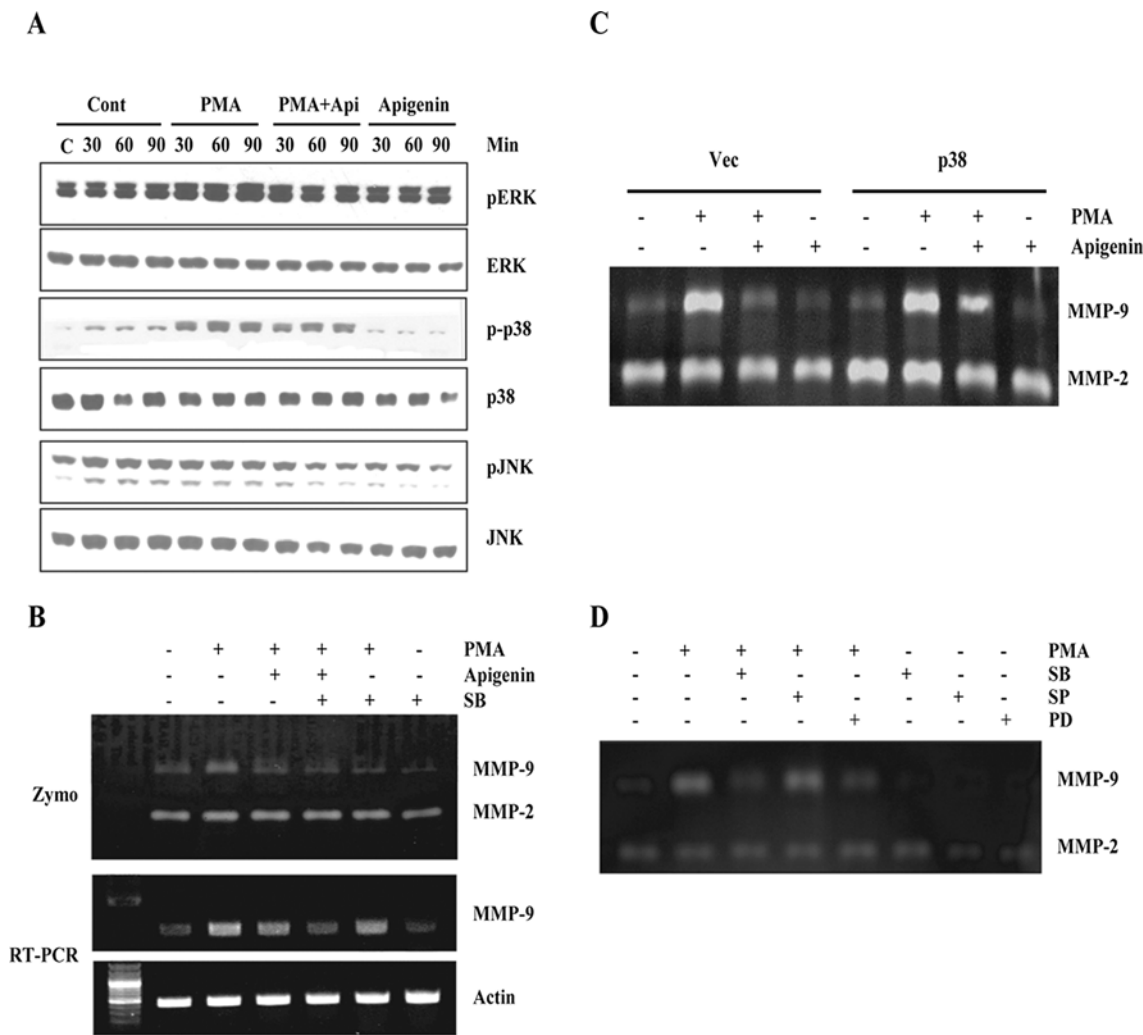 A
Cont PMA PMA+Api Apigenin
C 30 60 90 30 60 90 30 60 90 30 60 90 Min
pERK
ERK
p-p38
p38
pJNK
JNK
B
- + + + + - PMA
- - + + - - Apigenin
- - - + + + SB
Zymo
MMP-9
MMP-2
RT-PCR
MMP-9
Actin
C
Vec p38
- + + - - + + - PMA
- - + + - - + + Apigenin
MMP-9
MMP-2
D
- + + + + - - - PMA
- - + - - + - - SB
- - - + - - + - SP
- - - - + - - + PD
MMP-9
MMP-2